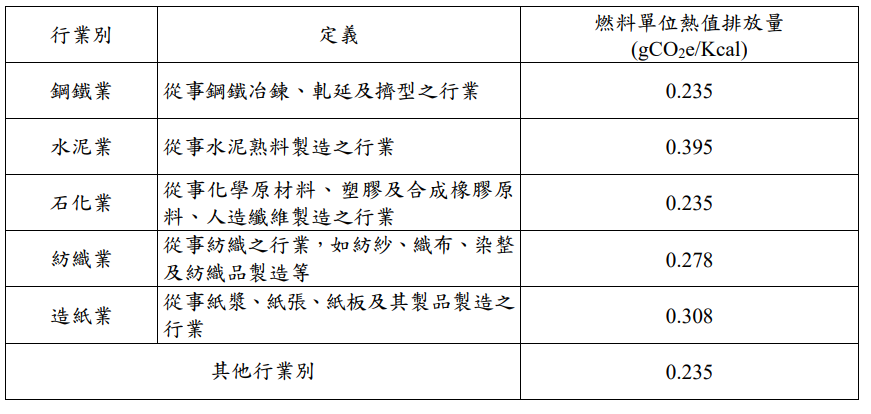 行業別
定義
燃料單位熱值排放量
(gCO₂e/Kcal)
鋼鐵業
從事鋼鐵冶鍊、軋延及擠型之行業
0.235
水泥業
從事水泥熟料製造之行業
0.395
石化業
從事化學原材料、塑膠及合成橡膠原
料、人造纖維製造之行業
0.235
紡織業
從事紡織之行業，如紡紗、織布、染整
及紡織品製造等
0.278
造紙業
從事紙漿、紙張、紙板及其製品製造之
行業
0.308
其他行業別
0.235